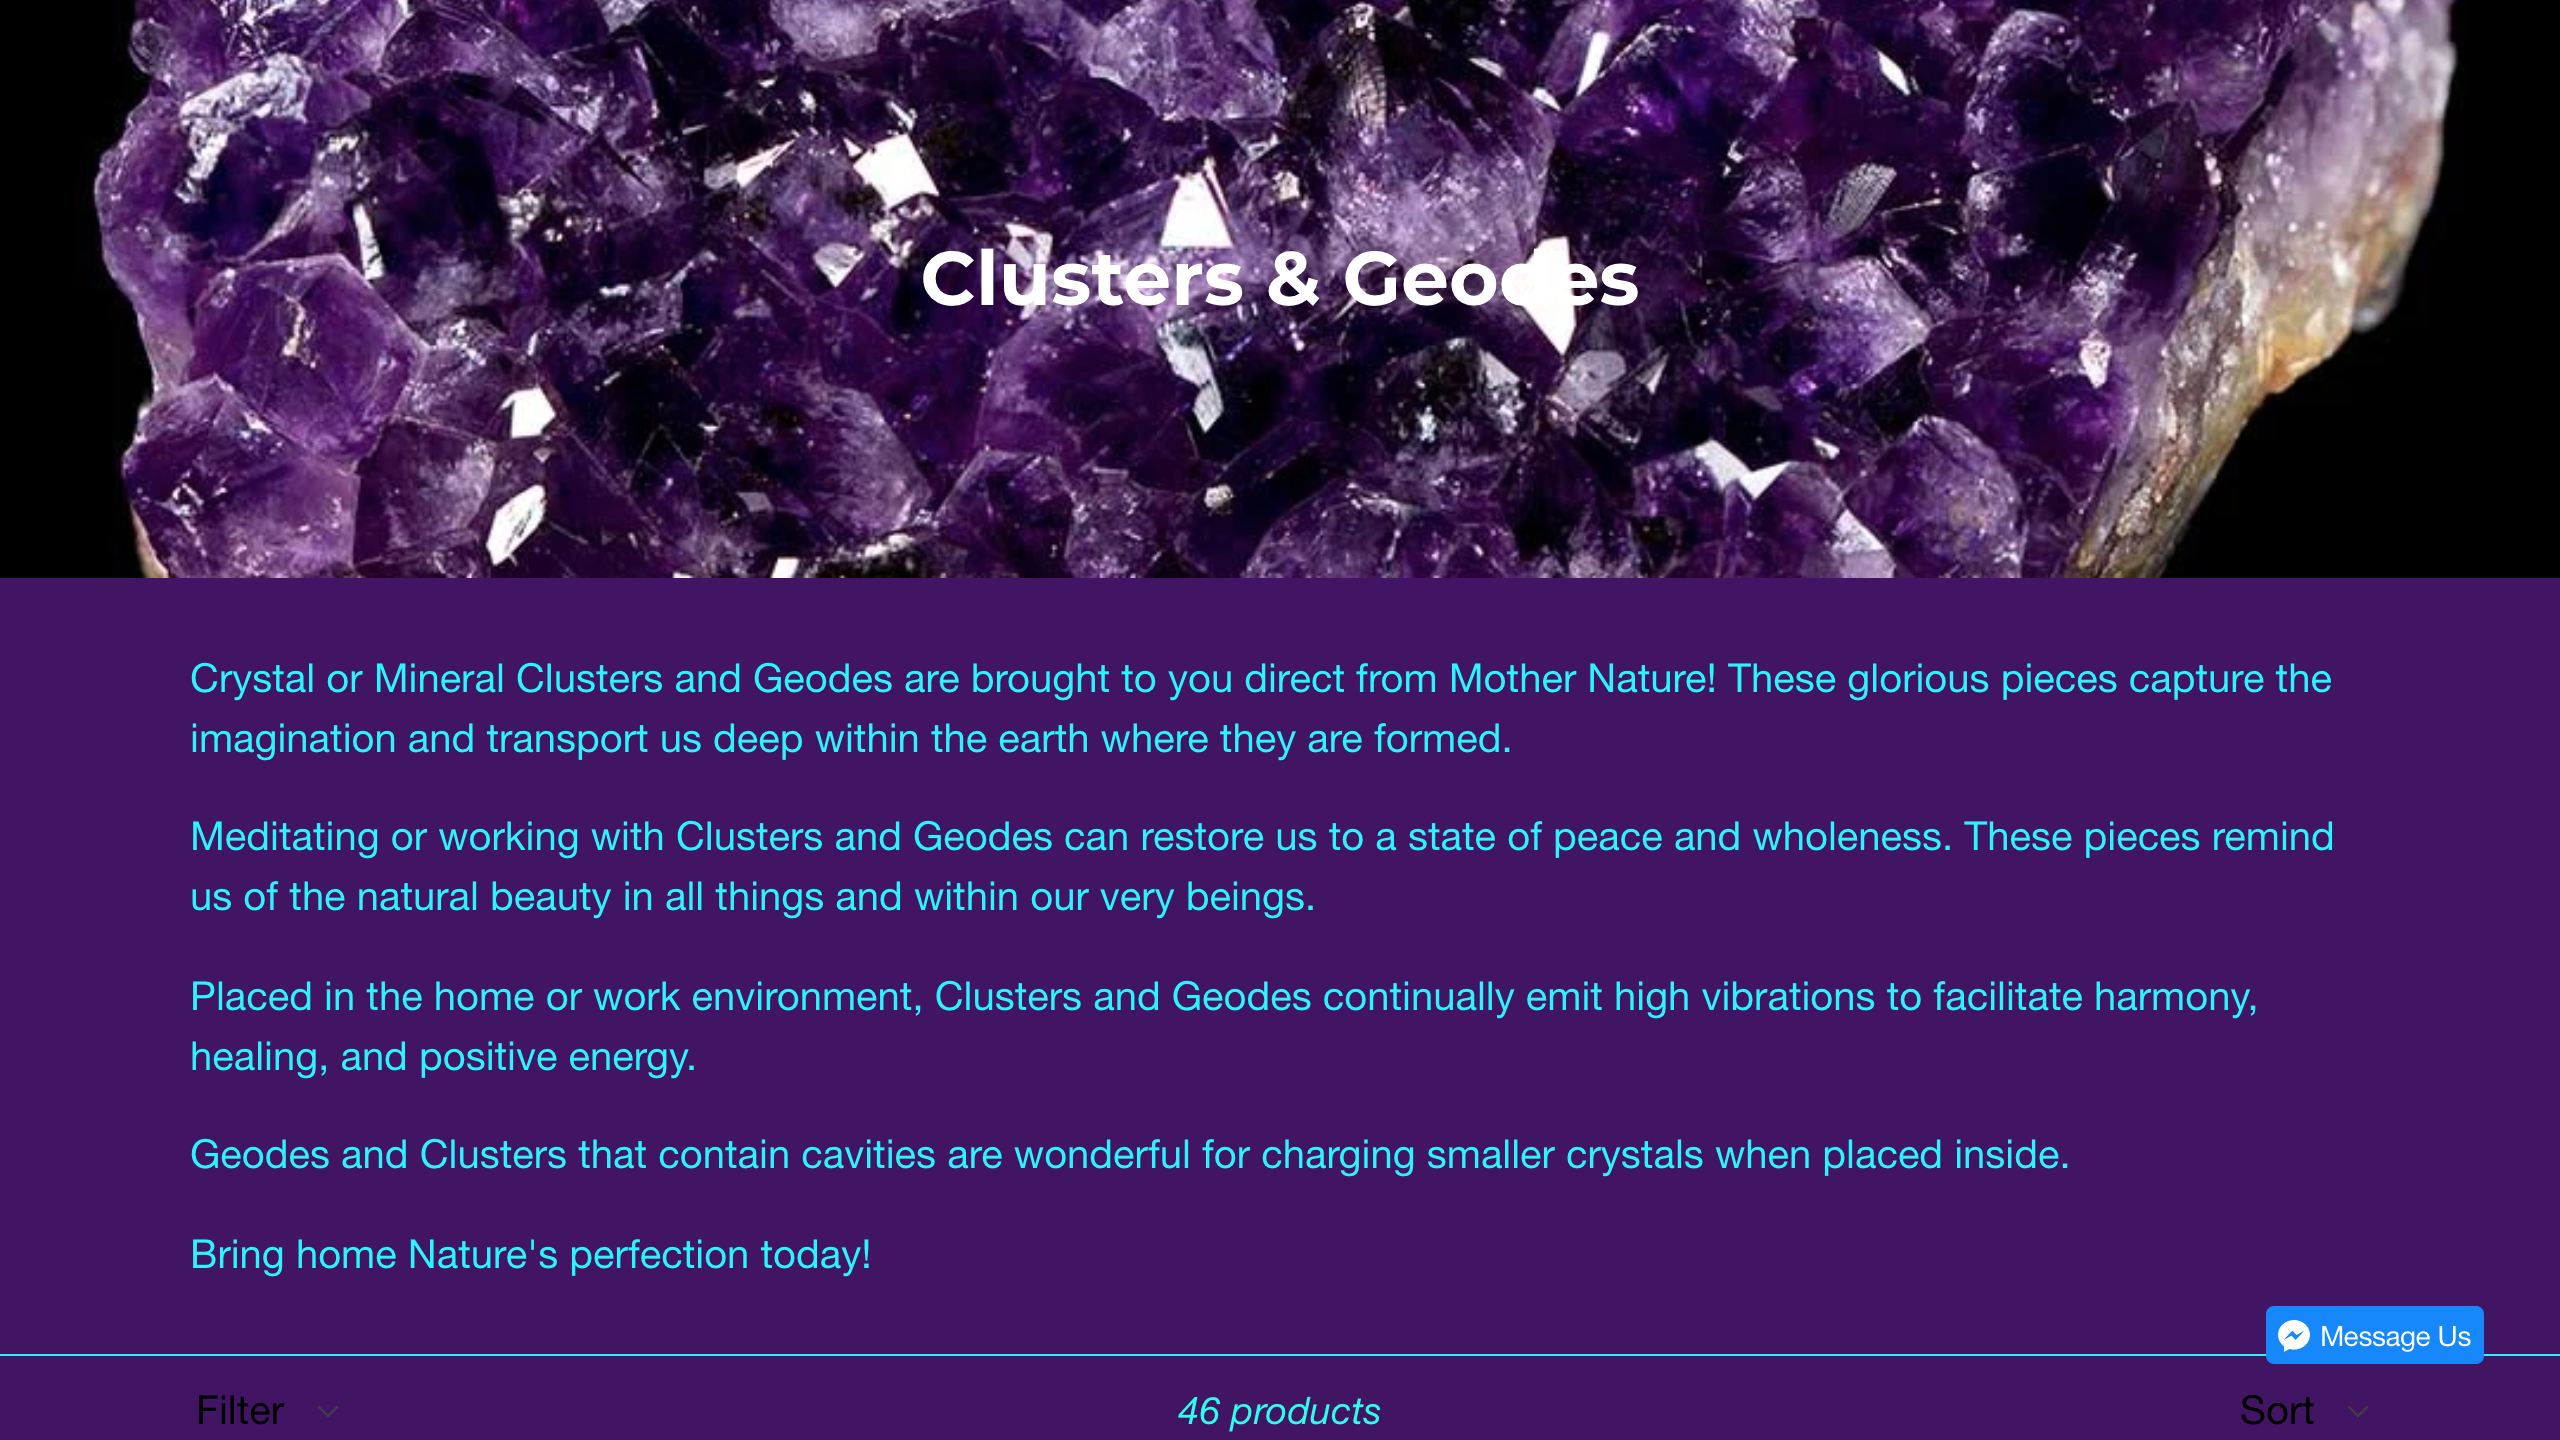 Clusters & Geodes
Crystal or Mineral Clusters and Geodes are brought to you direct from Mother Nature! These glorious pieces capture the
imagination and transport us deep within the earth where they are formed.
Meditating or working with Clusters and Geodes can restore us to a state of peace and wholeness. These pieces remind
us of the natural beauty in all things and within our very beings.
Placed in the home or work environment, Clusters and Geodes continually emit high vibrations to facilitate harmony,
healing, and positive energy.
Geodes and Clusters that contain cavities are wonderful for charging smaller crystals when placed inside.
Bring home Nature's perfection today!
Message Us
Filter
46 products
Sort